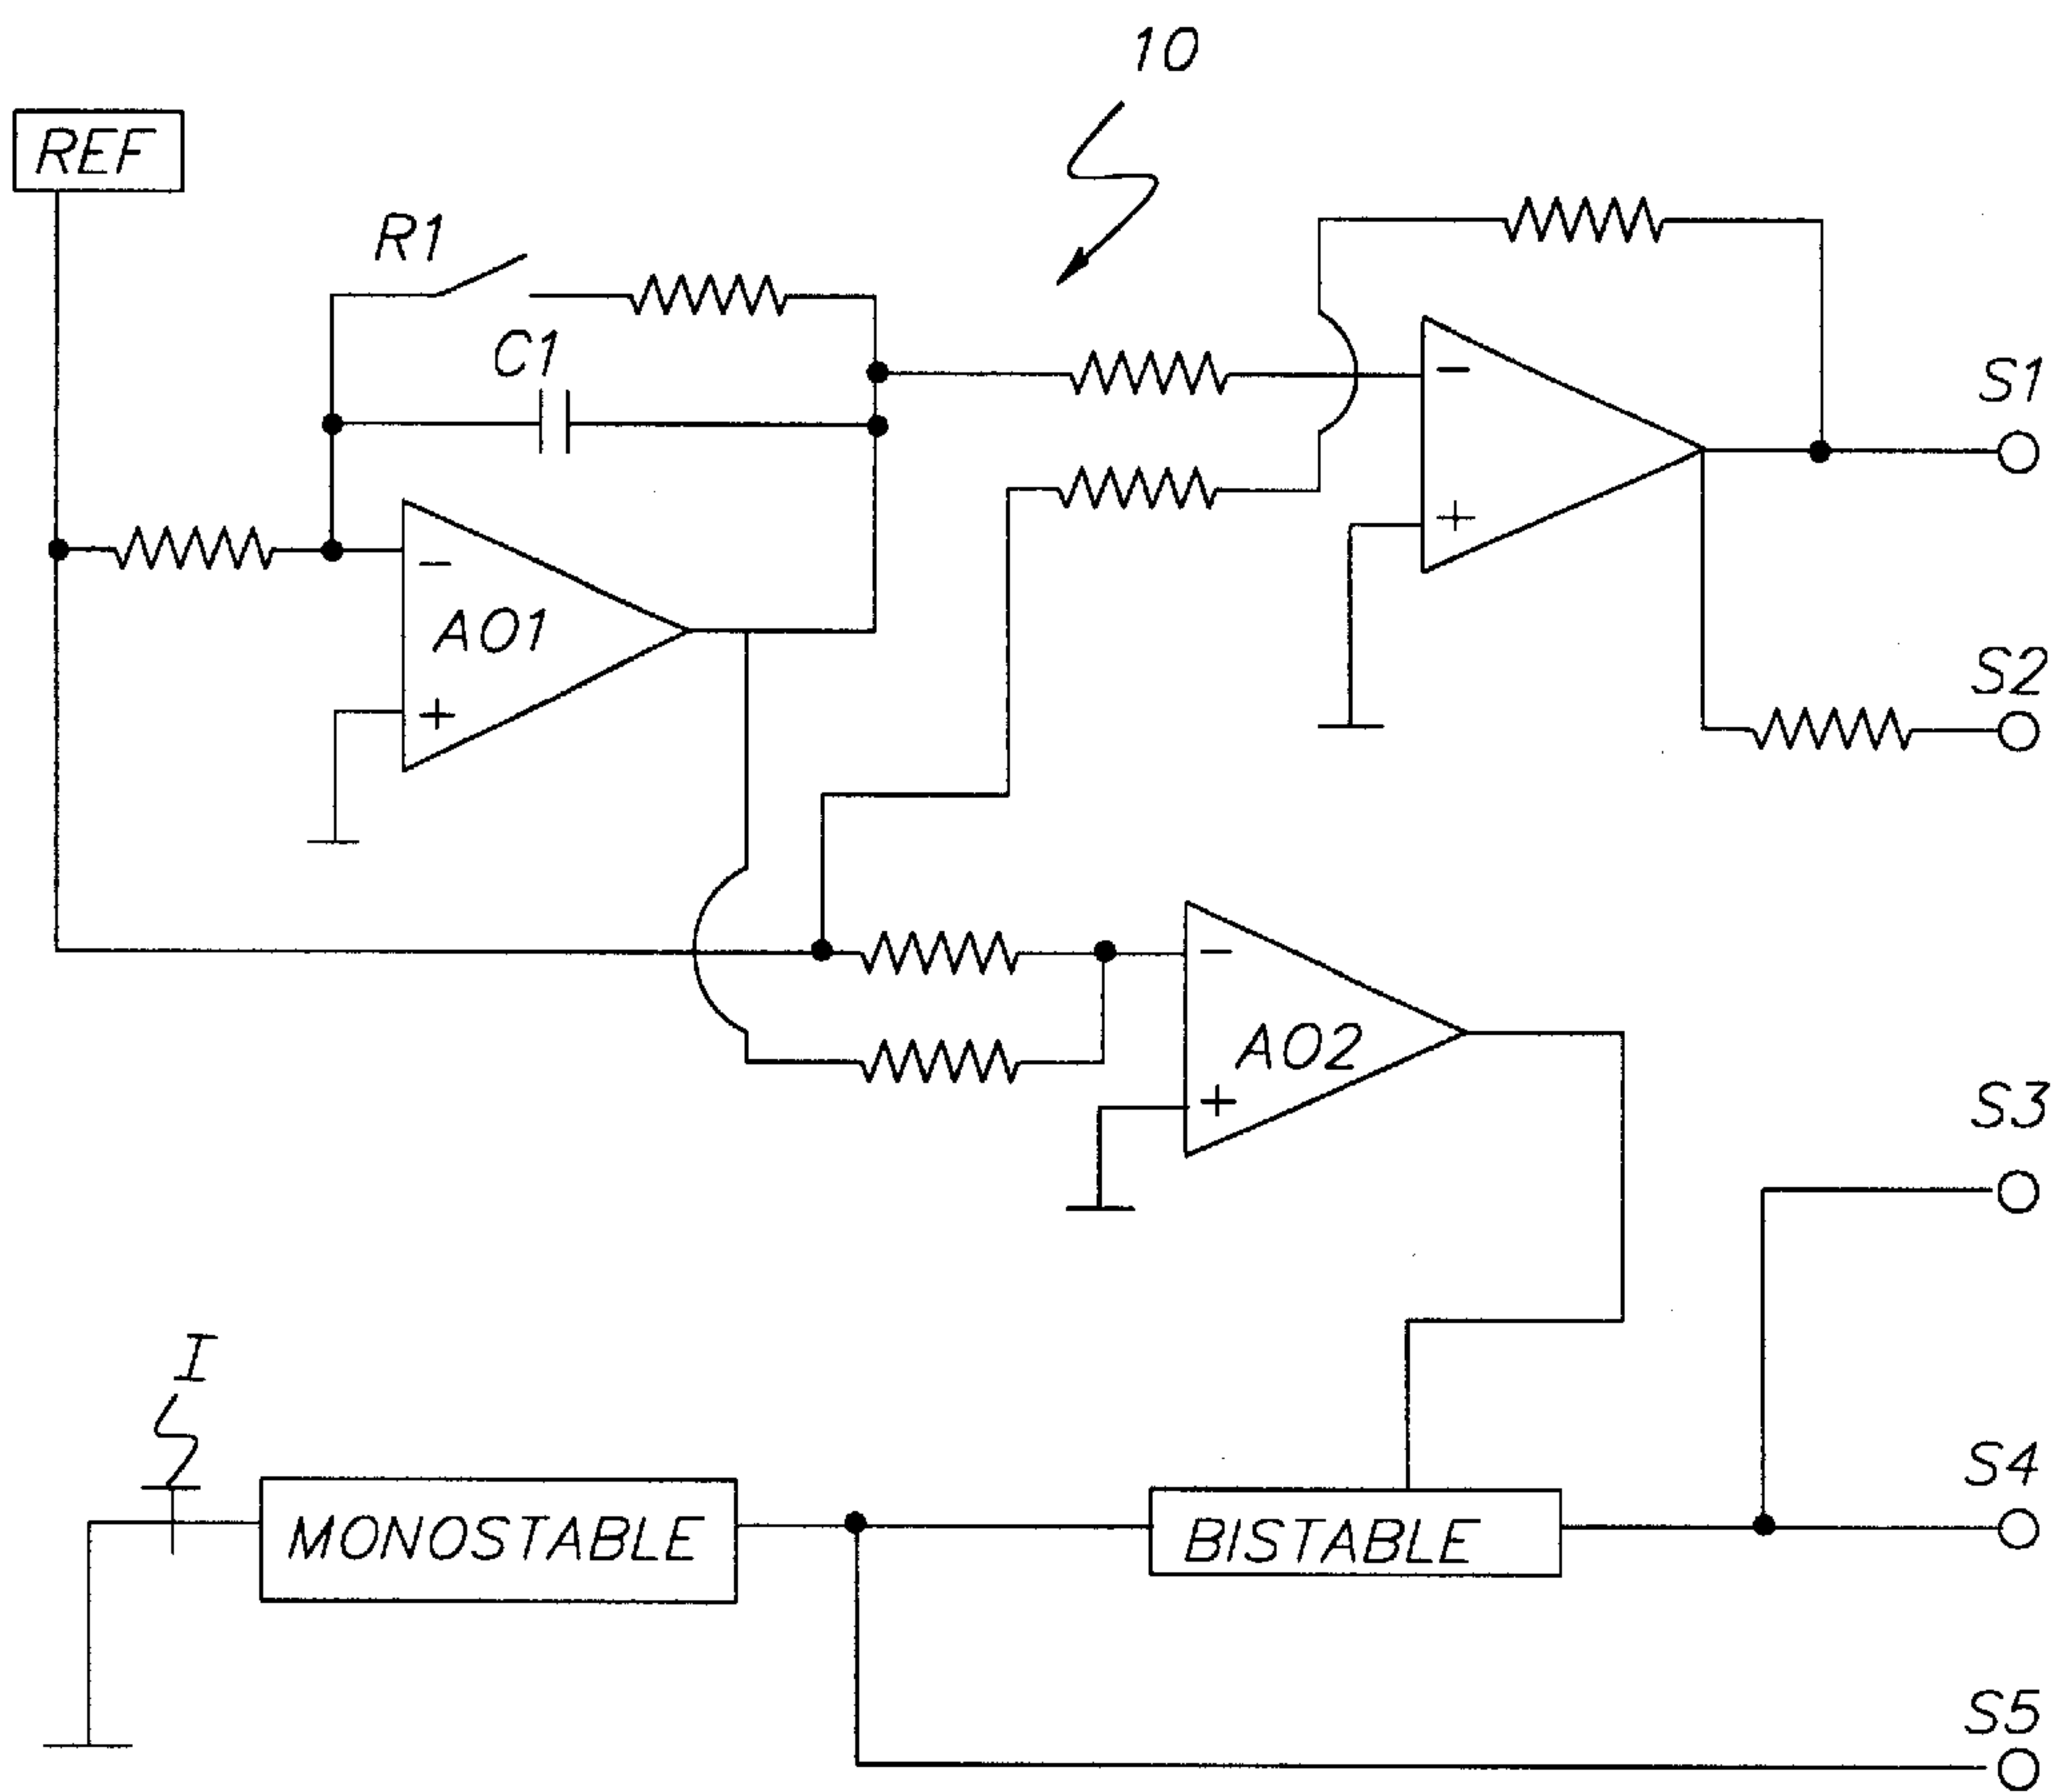 10
REF
R1
C1
−
S1
−
+
AO1
S2
+
−
AO2
+
S3
I
S4
MONOSTABLE
BISTABLE
S5